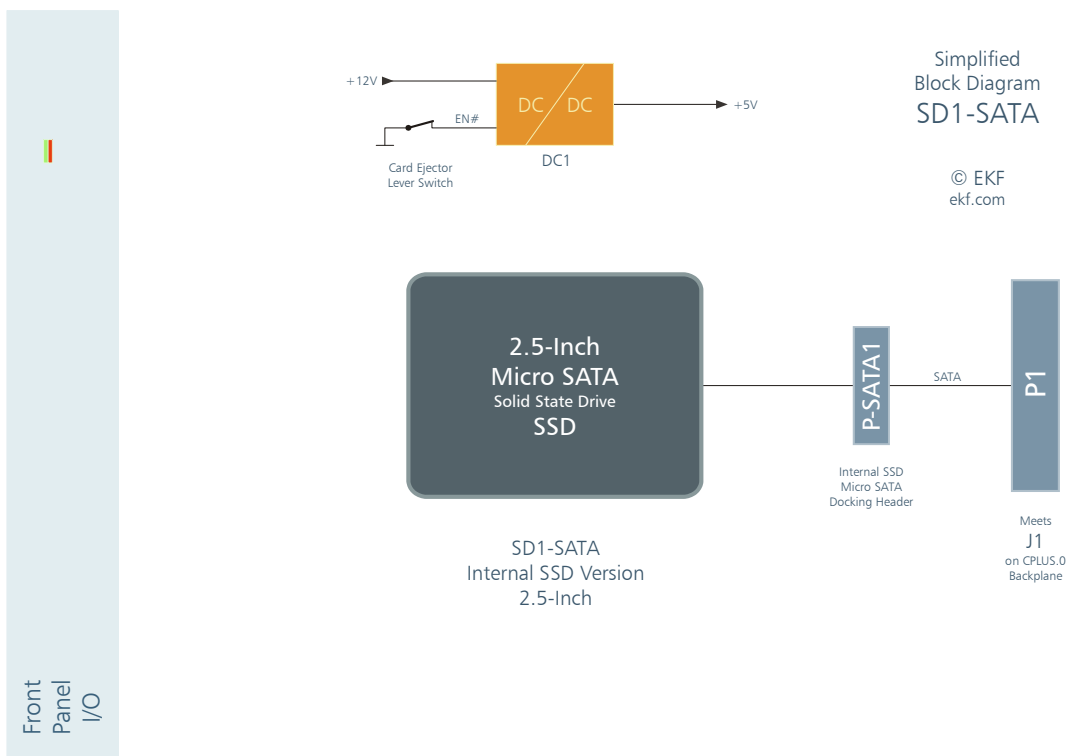 Simplified
Block Diagram
SD1-SATA
© EKF
ekf.com
+12V
EN#
DC
DC
+5V
DC1
Card Ejector
Lever Switch
2.5-Inch
Micro SATA
Solid State Drive
SSD
P-SATA1
SATA
P1
Internal SSD
Micro SATA
Docking Header
Meets
J1
on CPLUS.0
Backplane
SD1-SATA
Internal SSD Version
2.5-Inch
Front
Panel
I/O